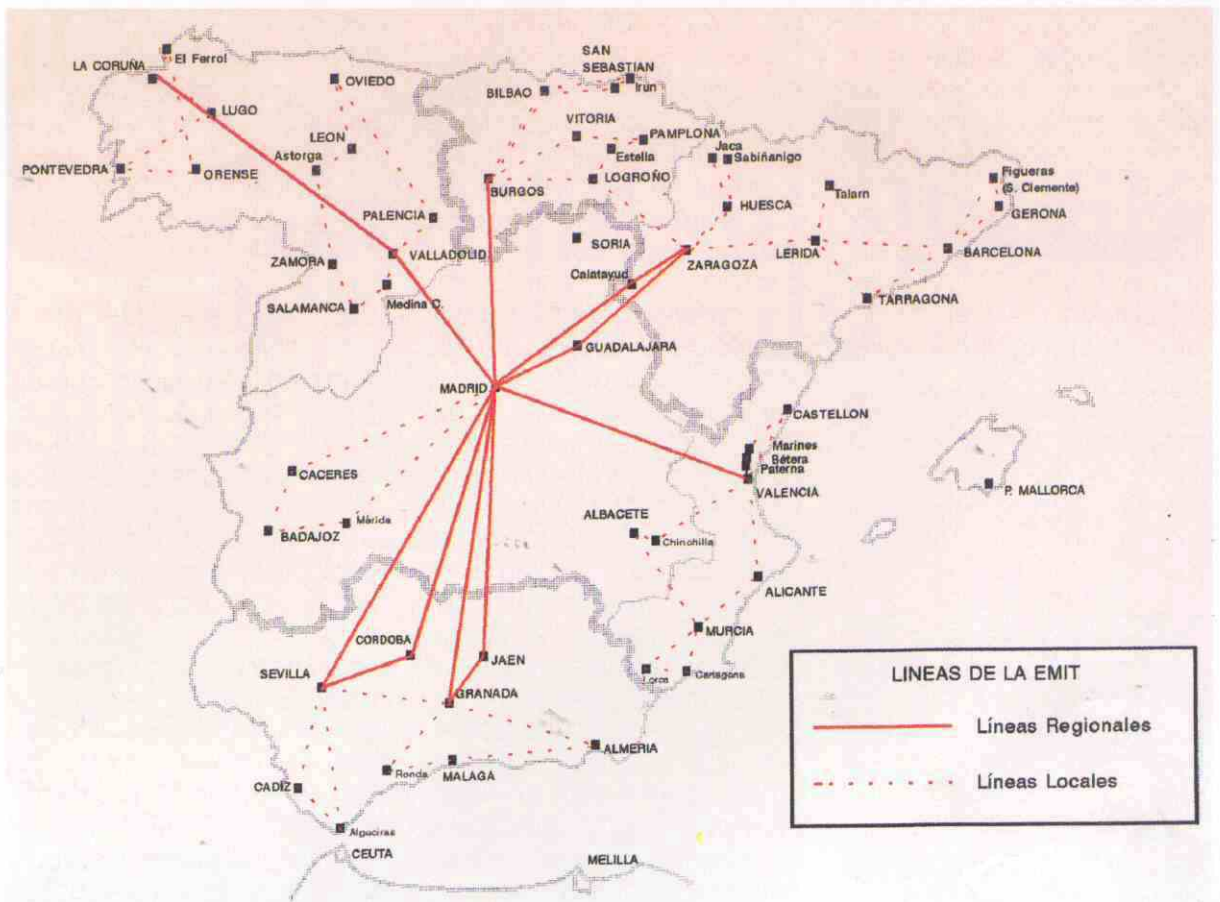 El Ferrol
LA CORUÑA
LUGO
PONTEVEDRA
ORENSE
OVIEDO
LEON
Astorga
PALENCIA
VALLADOLID
ZAMORA
SALAMANCA
Medina C.
BILBAO
SAN
SEBASTIAN
Irun
VITORIA
PAMPLONA
Estella
BURGOS
LOGROÑO
SORIA
Jaca
Sabiñanigo
HUESCA
ZARAGOZA
Calatayud
Talarn
LERIDA
Figueras
(S. Clemente)
GERONA
BARCELONA
TARRAGONA
GUADALAJARA
MADRID
CASTELLON
Marines
Bétera
Paterna
VALENCIA
P. MALLORCA
CACERES
BADAJOZ
Mérida
ALBACETE
Chinchilla
ALICANTE
MURCIA
Lorca
Cartagena
CORDOBA
JAEN
SEVILLA
GRANADA
ALMERIA
MALAGA
Ronda
CADIZ
Algeciras
CEUTA
MELILLA
LINEAS DE LA EMIT
Líneas Regionales
Líneas Locales